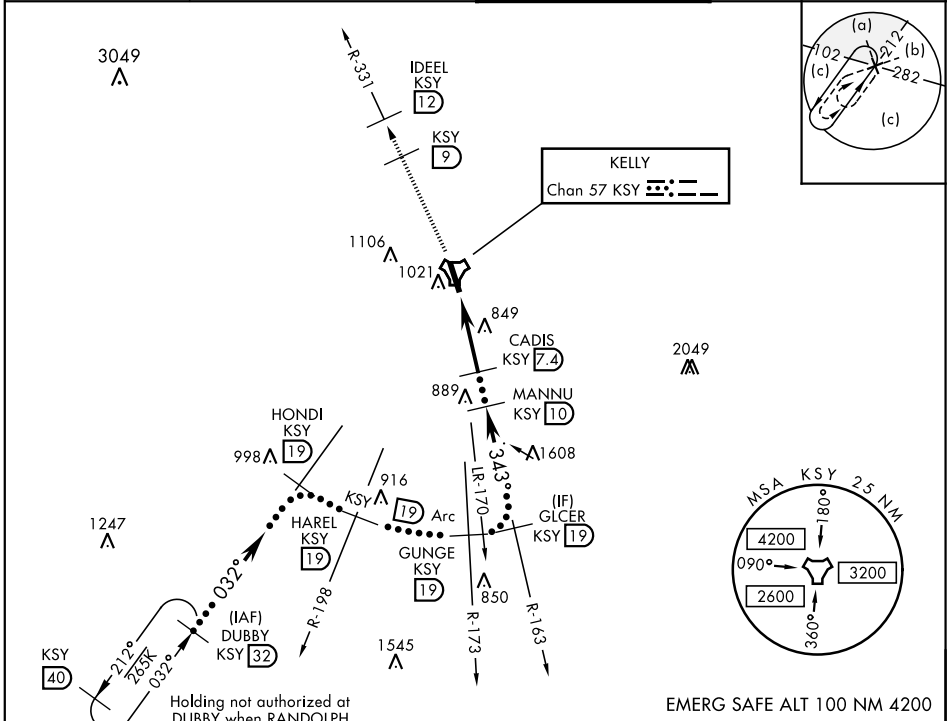 3049
R-331
IDEEL
KSY
12
KSY
9
(a)
212
(b)
102
(c)
282
(c)
KELLY
Chan 57 KSY
1106
1021
849
CADIS
KSY 7.4
2049
889
MANNU
KSY 10
HONDI
KSY
19
998
343°
1608
916
KSY 19 Arc
LR-170
(IF)
GLCER
KSY 19
HAREL
KSY
19
GUNGE
KSY
19
1247
032°
850
R-198
R-173
R-163
(IAF)
DUBBY
KSY 32
1545
212°
265K
032°
KSY
40
Holding not authorized at
DUBBY when RANDOLPH
MSA KSY 25 NM
180°
4200
090°
3200
2600
360°
EMERG SAFE ALT 100 NM 4200